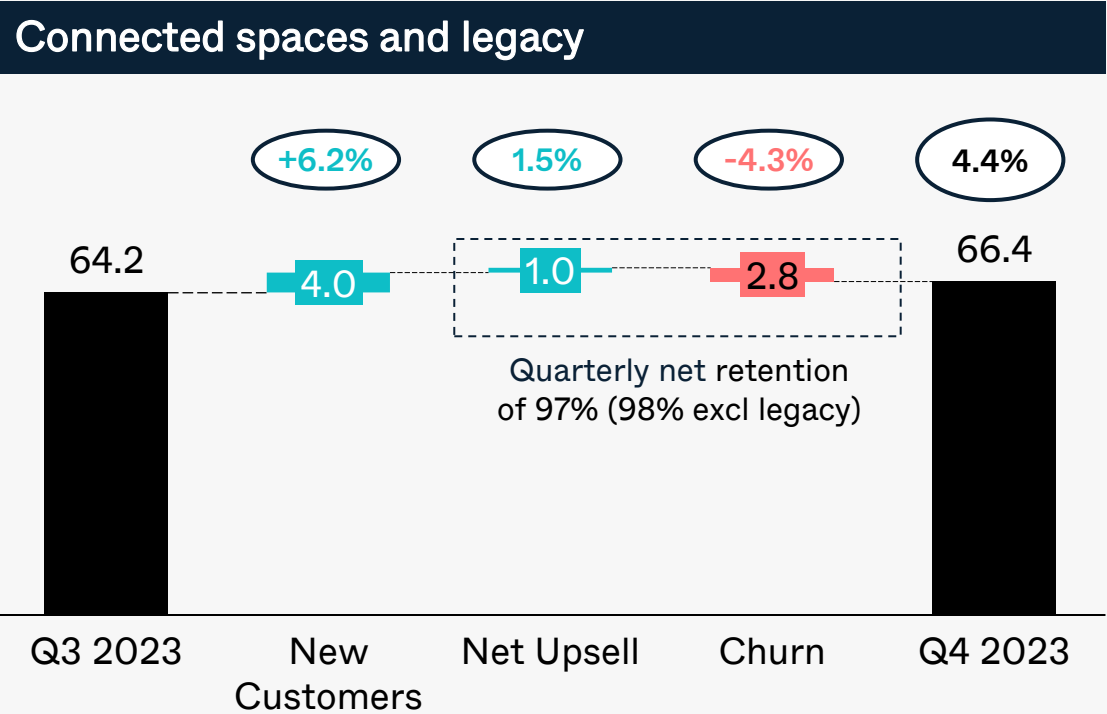 Connected spaces and legacy
+6.2%
1.5%
-4.3%
4.4%
64.2
4.0
1.0
2.8
66.4
Quarterly net retention
of 97% (98% excl legacy)
Q3 2023
New
Customers
Net Upsell
Churn
Q4 2023